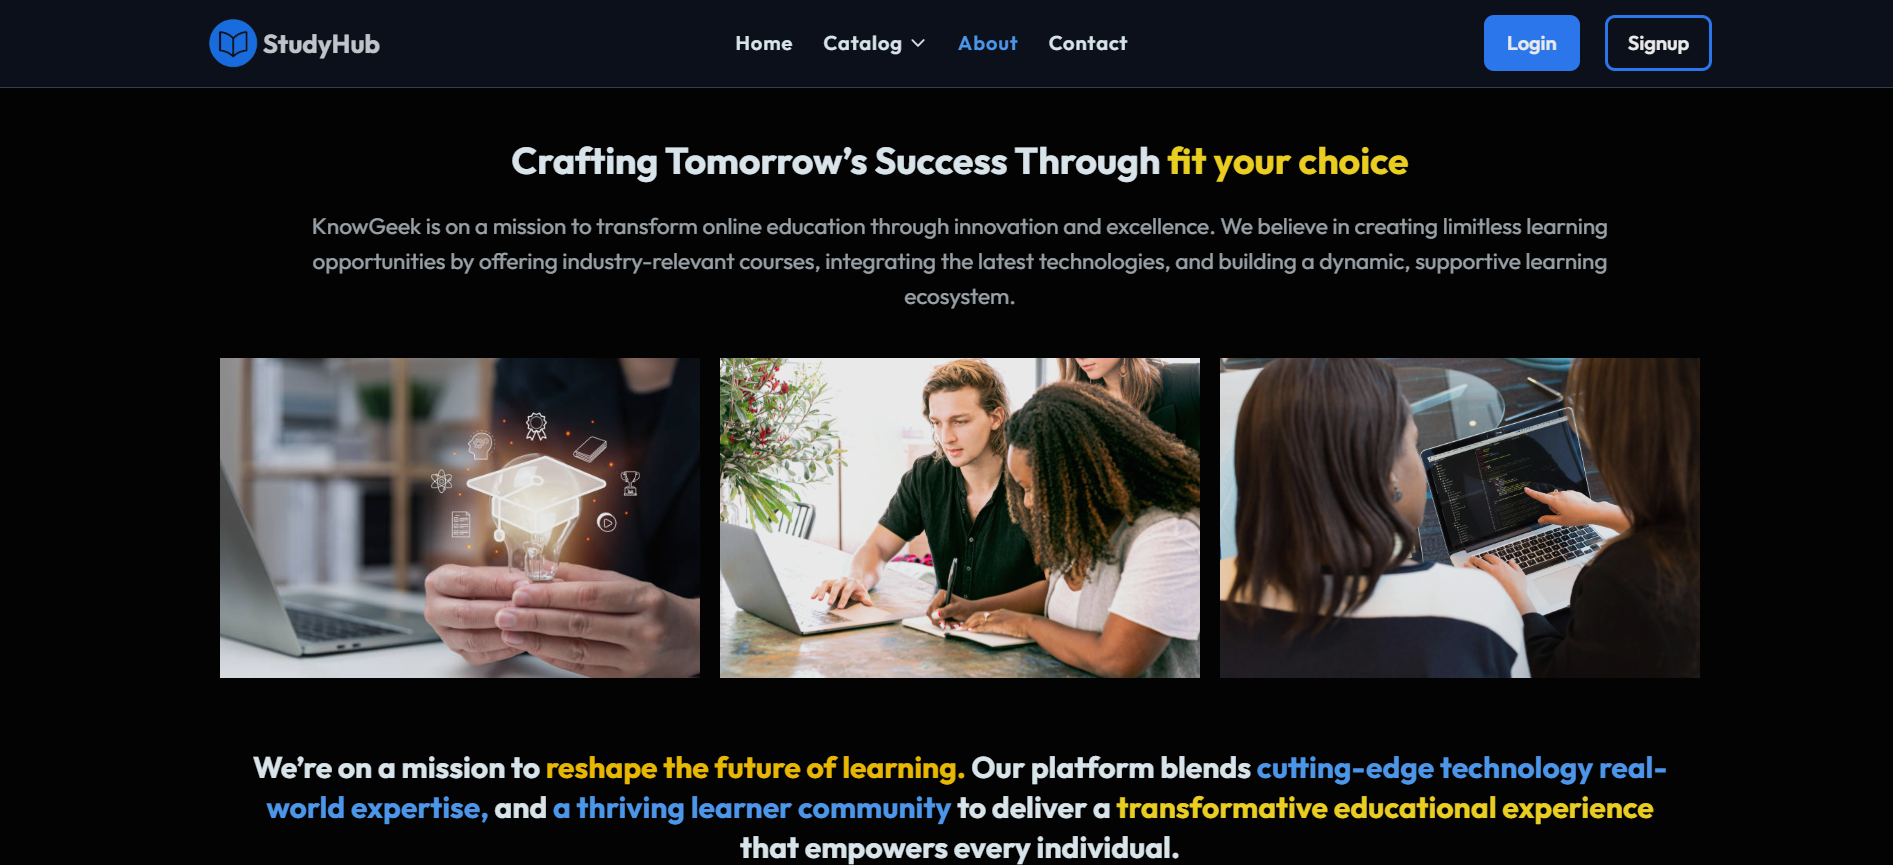 StudyHub
Home Catalog About Contact
Login Signup
Crafting Tomorrow’s Success Through fit your choice
KnowGeek is on a mission to transform online education through innovation and excellence. We believe in creating limitless learning
opportunities by offering industry-relevant courses, integrating the latest technologies, and building a dynamic, supportive learning
ecosystem.
We’re on a mission to reshape the future of learning. Our platform blends cutting-edge technology real-
world expertise, and a thriving learner community to deliver a transformative educational experience
that empowers every individual.